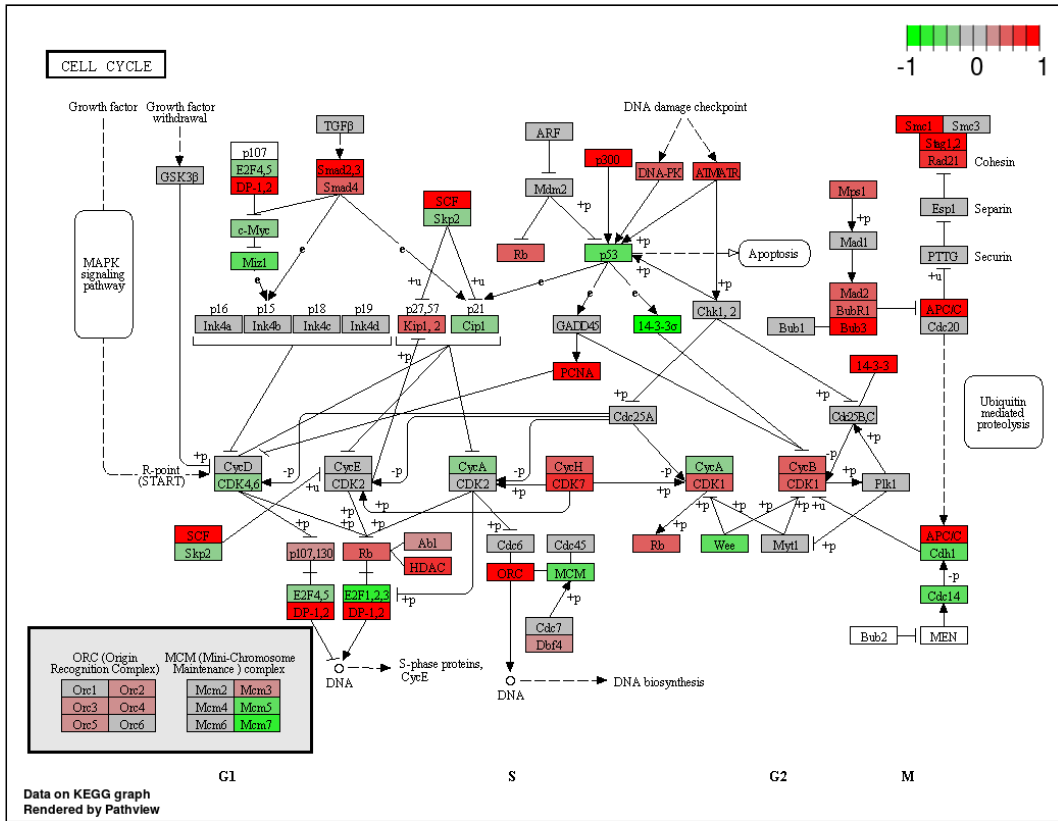 CELL CYCLE
-1 0 1
Growth factor
Growth factor
withdrawal
TGFβ
ARF
DNA damage checkpoint
Smc1 Smc3
Stag1,2
Rad21 Cohesin
p107
E2F4,5
DP-1,2
Smad2,3
Smad4
GSK3β
SCF
Skp2
Mdm2
p300
DNA-PK
ATMATR
Mps1
+p
Esp1 Separin
c-Myc
Miz1
e
e
e
+u
+u
+p
Rb
p53
+p
+p
Apoptosis
Mad1
PTTG Securin
+u
MAPK
signaling
pathway
e
e
e
p16
Ink4a
p15
Ink4b
p18
Ink4c
p19
Ink4d
p27,57
Kip1, 2
p21
Cip1
+p
GADD45
14-3-3σ
Chk1, 2
+p
Mad2
BubR1
Bub3
Bub1
APC/C
Cdc20
PCNA
14-3-3
Ubiquitin
mediated
proteolysis
+p
Cdc25A
+p
Cdc25B,C
+p
R-point
(START)
+p
CycD
CDK4,6
-p
+u
CycE
CDK2
-p
CycA
CDK2
-p
+p
CycH
CDK7
-p
CycA
CDK1
CycB
CDK1
-p
+p
Plk1
+p
+p
+p
+p
+p
+p
+p
+p
+p
+u
SCF
Skp2
p107,130
Rb
Abl
HDAC
Cdc6
Cdc45
ORC
MCM
+p
Rb
Wee
Myt1
+p
APC/C
Cdh1
-p
Cdc14
E2F4,5
DP-1,2
E2F1,2,3
DP-1,2
+p
Cdc7
Dbf4
Bub2
MEN
DNA
S-phase proteins,
CycE
DNA
DNA biosynthesis
ORC (Origin
Recognition Complex)
MCM (Mini-Chromosome
Maintenance ) complex
Orc1 Orc2 Mcm2 Mcm3
Orc3 Orc4 Mcm4 Mcm5
Orc5 Orc6 Mcm6 Mcm7
G1 S G2 M
Data on KEGG graph
Rendered by Pathview